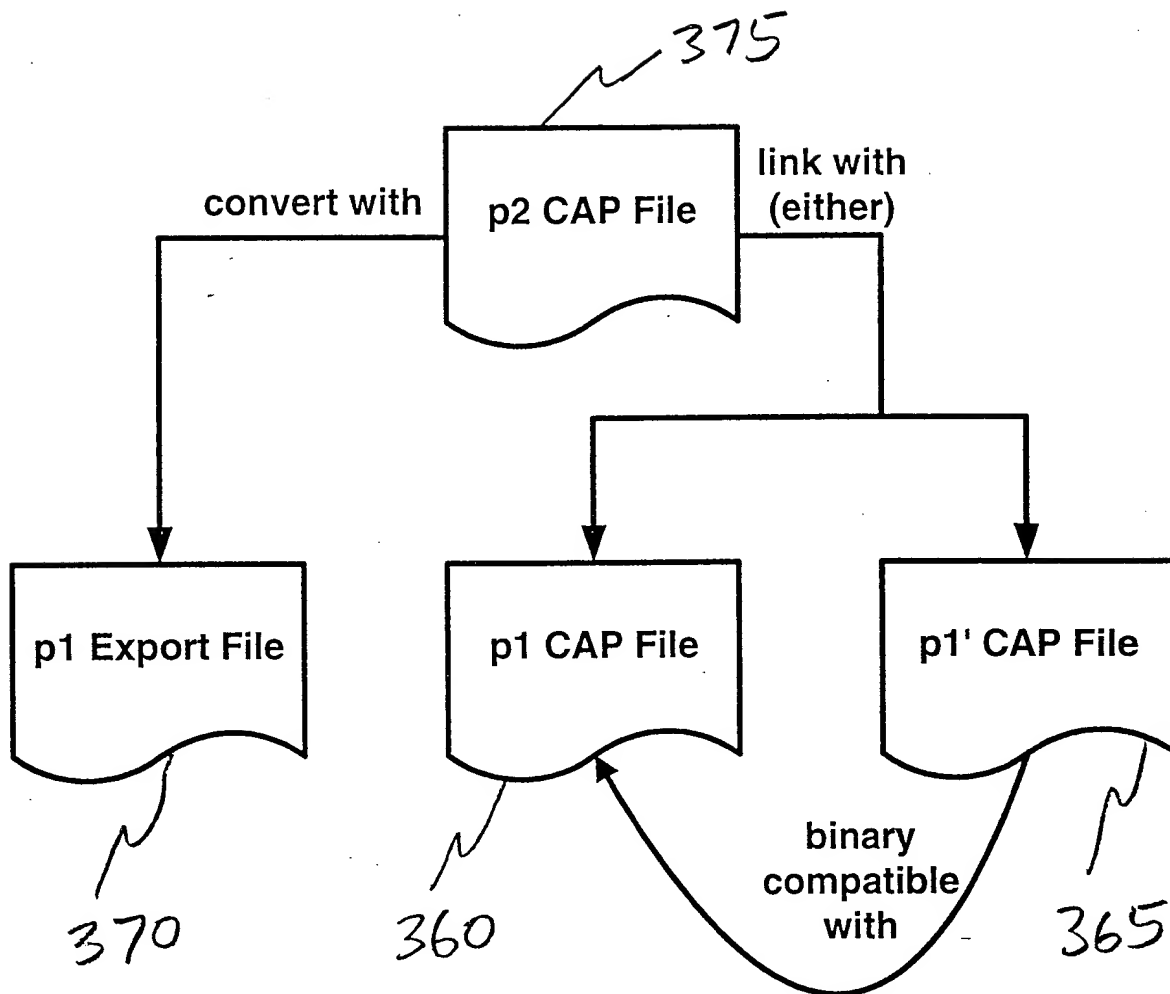 375
convert with
p2 CAP File
link with
(either)
p1 Export File
p1 CAP File
p1' CAP File
binary
compatible
with
370
360
365